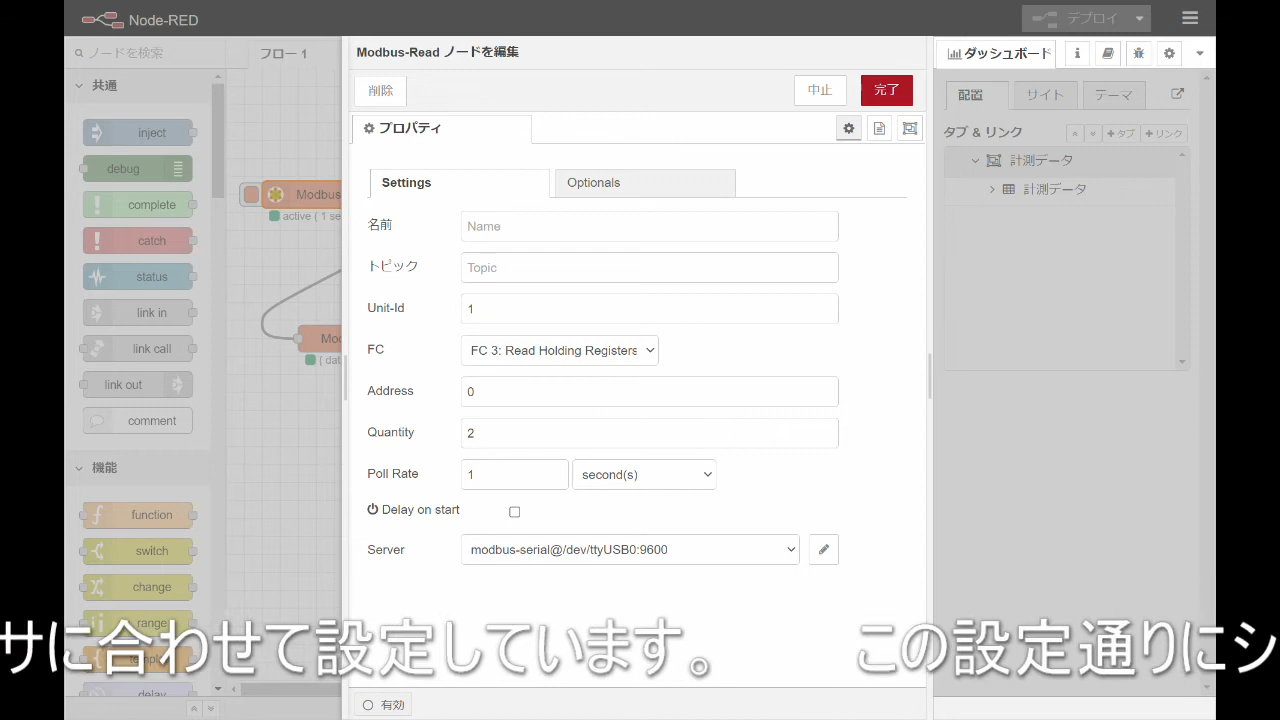 Node-RED
デプロイ
ノードを検索
フロー 1
Modbus-Read ノードを編集
ダッシュボード
共通
削除
中止
完了
配置
サイト
テーマ
inject
プロパティ
タブ & リンク
タブ
リンク
debug
計測データ
Settings
Optionals
計測データ
complete
Modbus
active ( 1 se
名前
Name
catch
トピック
Topic
status
Unit-Id
1
link in
FC
FC 3: Read Holding Registers
Mod
link call
( data
link out
Address
0
comment
Quantity
2
機能
Poll Rate
1
second(s)
Delay on start
function
switch
Server
modbus-serial@/dev/ttyUSB0:9600
change
range
サに合わせて設定しています。 この設定通りにシ
delay
有効